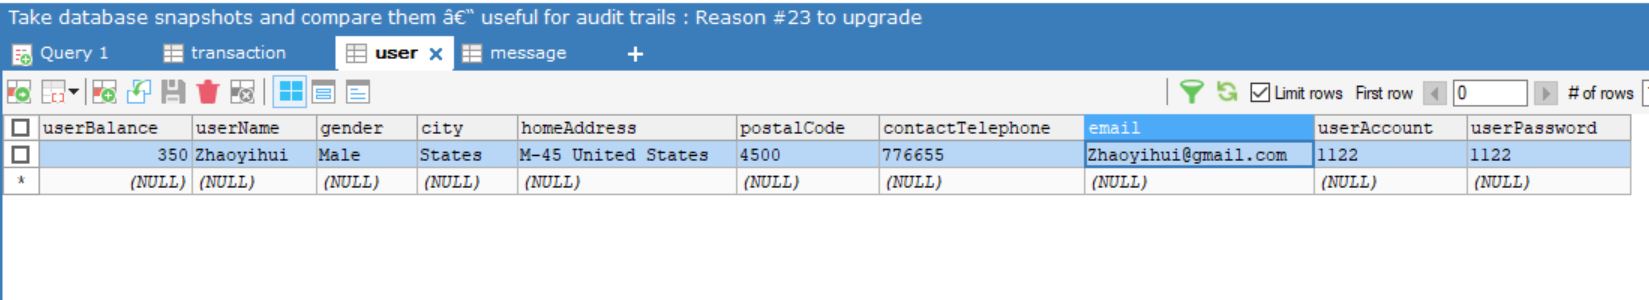 Take database snapshots and compare them â€“ useful for audit trails : Reason #23 to upgrade
Query 1 transaction user message +
Limit rows First row 0 # of rows
userBalance userName gender city homeAddress postalCode contactTelephone email userAccount userPassword
350 Zhaoyihui Male States M-45 United States 4500 776655 Zhaoyihui@gmail.com 1122 1122
* (NULL) (NULL) (NULL) (NULL) (NULL) (NULL) (NULL) (NULL) (NULL) (NULL)